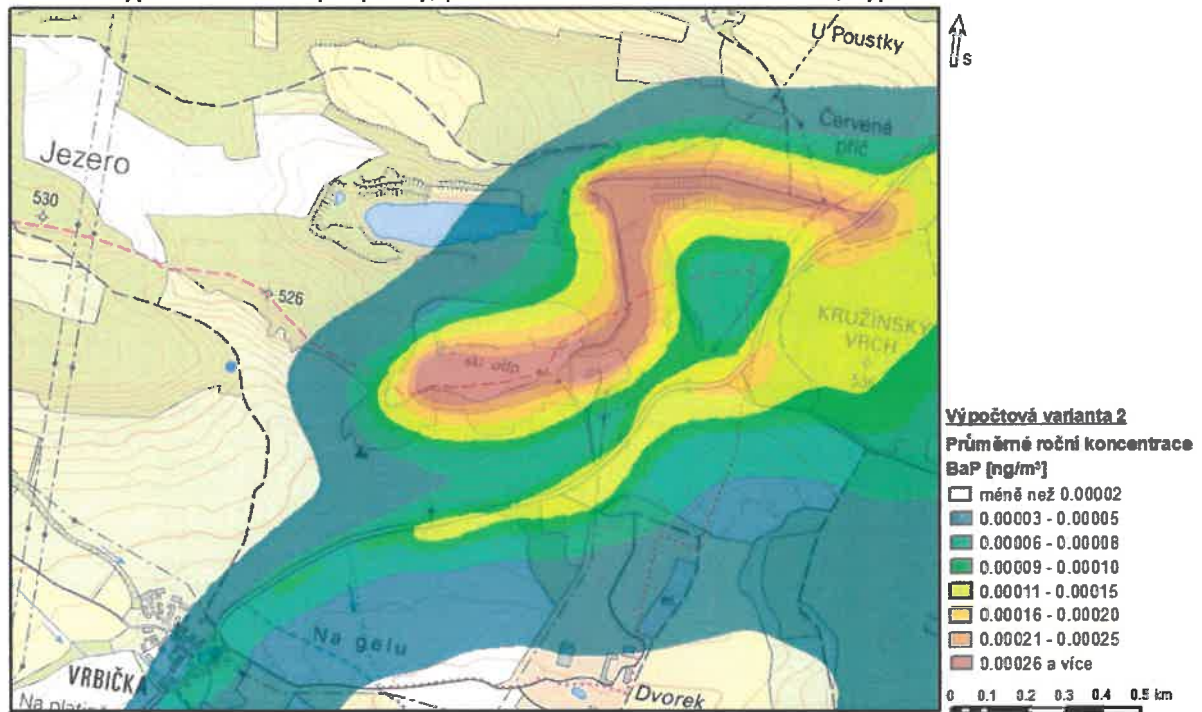 U Poustky
S
Červené
příč
Jezero
530
526
KRUŽÍNSKÝ
VRCH
Výpočtová varianta 2
Průměrné roční koncentrace
BaP [ng/m³]
méně než 0.00002
0.00003 - 0.00005
0.00006 - 0.00008
0.00009 - 0.00010
0.00011 - 0.00015
0.00016 - 0.00020
0.00021 - 0.00025
0.00026 a více
Na gelu
VRBIČKA
Dvorek
0 0.1 0.2 0.3 0.4 0.5 km